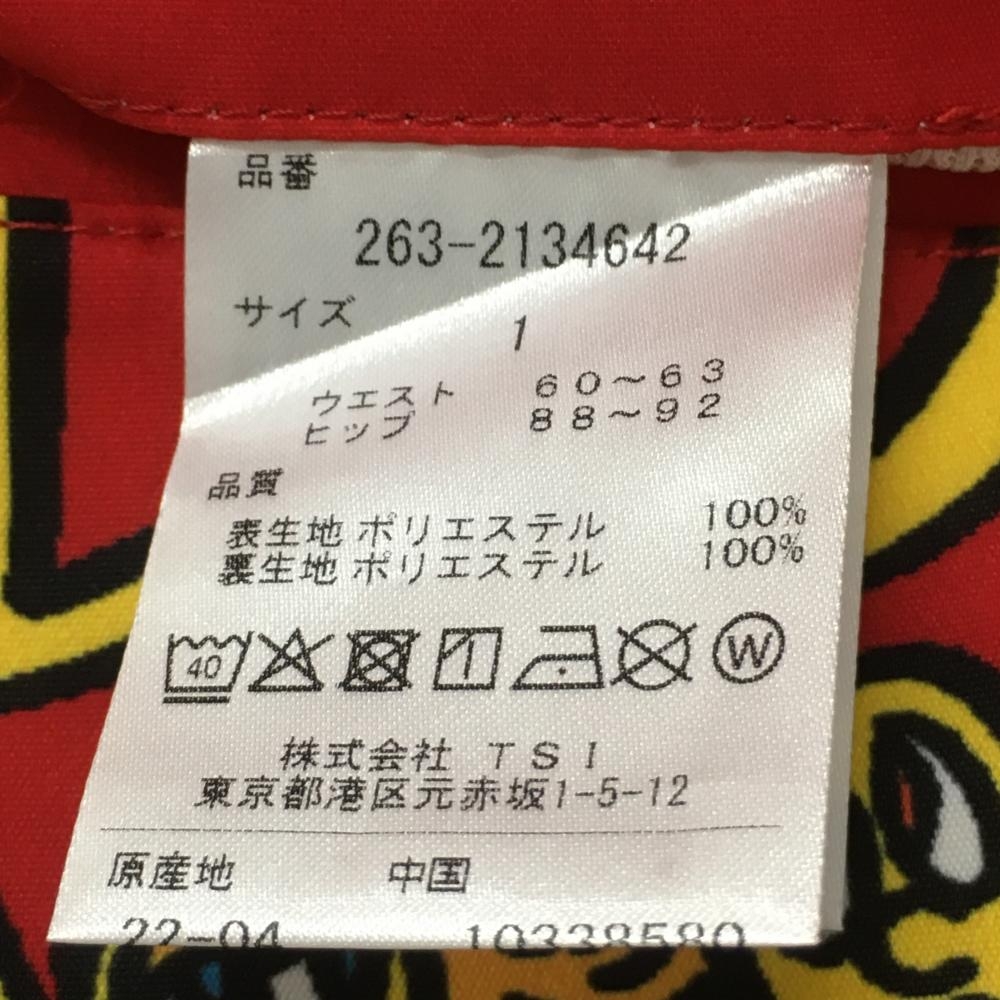 品番
263-2134642
サイズ
1
ウエスト 60～63
ヒップ 88～92
品質
表生地 ポリエステル 100%
裏生地 ポリエステル 100%
40 W
株式会社 TSI
東京都港区元赤坂1-5-12
原産地 中国
22-04 10338580